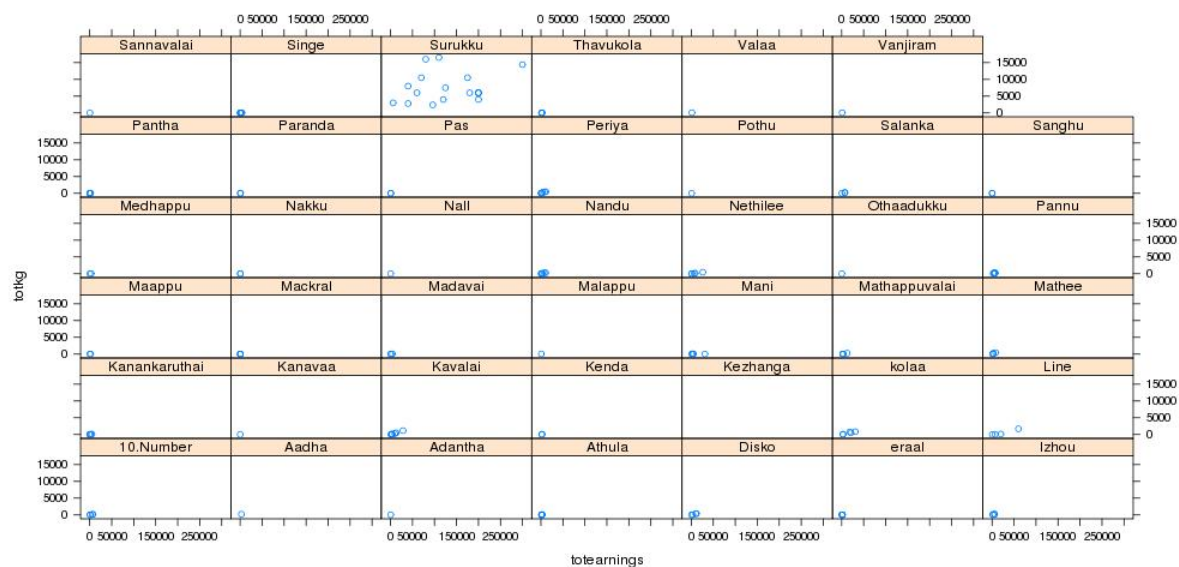 0 50000 150000 250000 0 50000 150000 250000 0 50000 150000 250000
Sannavalai Singe Surukku Thavukola Valaa Vanjiram
15000
10000
5000
0
Pantha Paranda Pas Periya Pothu Salanka Sanghu
15000
10000
5000
0
Medhappu Nakku Nall Nandu Nethilee Othaadukku Pannu
15000
10000
5000
0
Maappu Mackral Madavai Malappu Mani Mathappuvalai Mathee
15000
10000
5000
0
Kanankaruthai Kanavaa Kavalai Kenda Kezhanga kolaa Line
15000
10000
5000
0
10.Number Aadha Adantha Athula Disko eraal Izhou
15000
10000
5000
0
0 50000 150000 250000 0 50000 150000 250000 0 50000 150000 250000 0 50000 150000 250000
totkg
totearnings